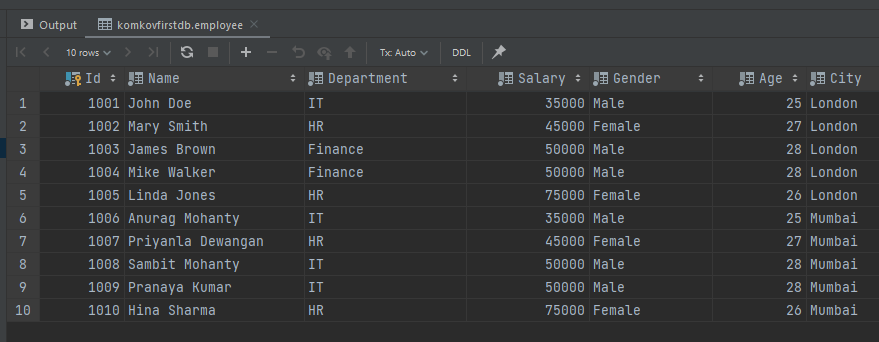 Output komkovfirstdb.employee
10 rows Tx: Auto DDL
Id Name Department Salary Gender Age City
1 1001 John Doe IT 35000 Male 25 London
2 1002 Mary Smith HR 45000 Female 27 London
3 1003 James Brown Finance 50000 Male 28 London
4 1004 Mike Walker Finance 50000 Male 28 London
5 1005 Linda Jones HR 75000 Female 26 London
6 1006 Anurag Mohanty IT 35000 Male 25 Mumbai
7 1007 Priyanla Dewangan HR 45000 Female 27 Mumbai
8 1008 Sambit Mohanty IT 50000 Male 28 Mumbai
9 1009 Pranaya Kumar IT 50000 Male 28 Mumbai
10 1010 Hina Sharma HR 75000 Female 26 Mumbai